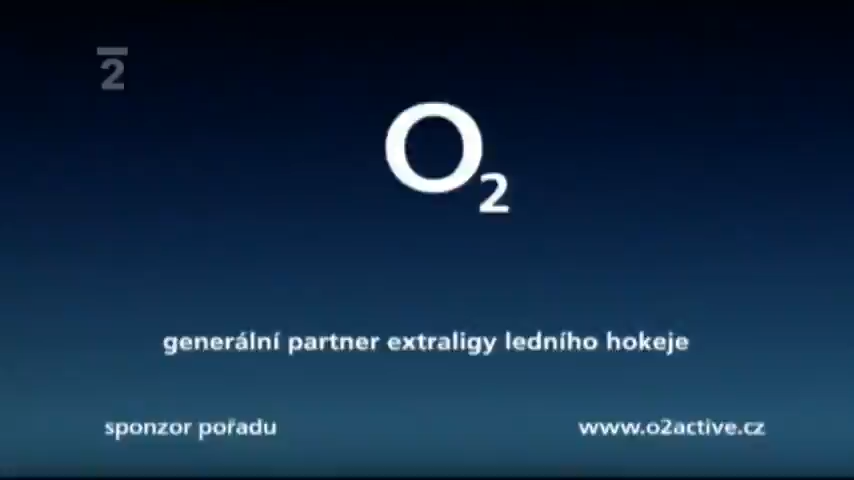 2
O2
generální partner extraligy ledního hokeje
sponzor pořadu
www.o2active.cz